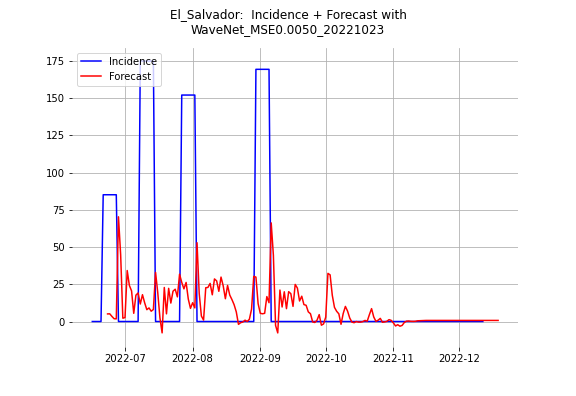 El_Salvador:  Incidence + Forecast with
WaveNet_MSE0.0050_20221023
Incidence
Forecast
175
150
125
100
75
50
25
0
2022-07 2022-08 2022-09 2022-10 2022-11 2022-12